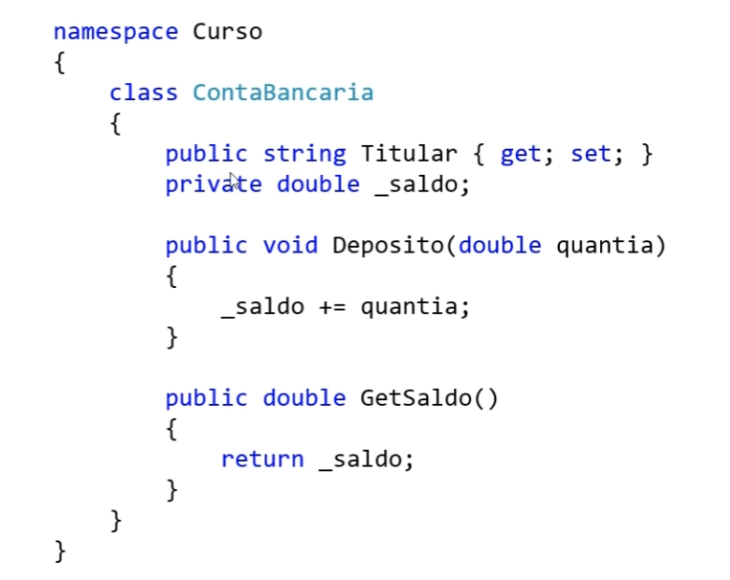 namespace Curso
{
    class ContaBancaria
    {
        public string Titular { get; set; }
        private double _saldo;

        public void Deposito(double quantia)
        {
            _saldo += quantia;
        }

        public double GetSaldo()
        {
            return _saldo;
        }
    }
}